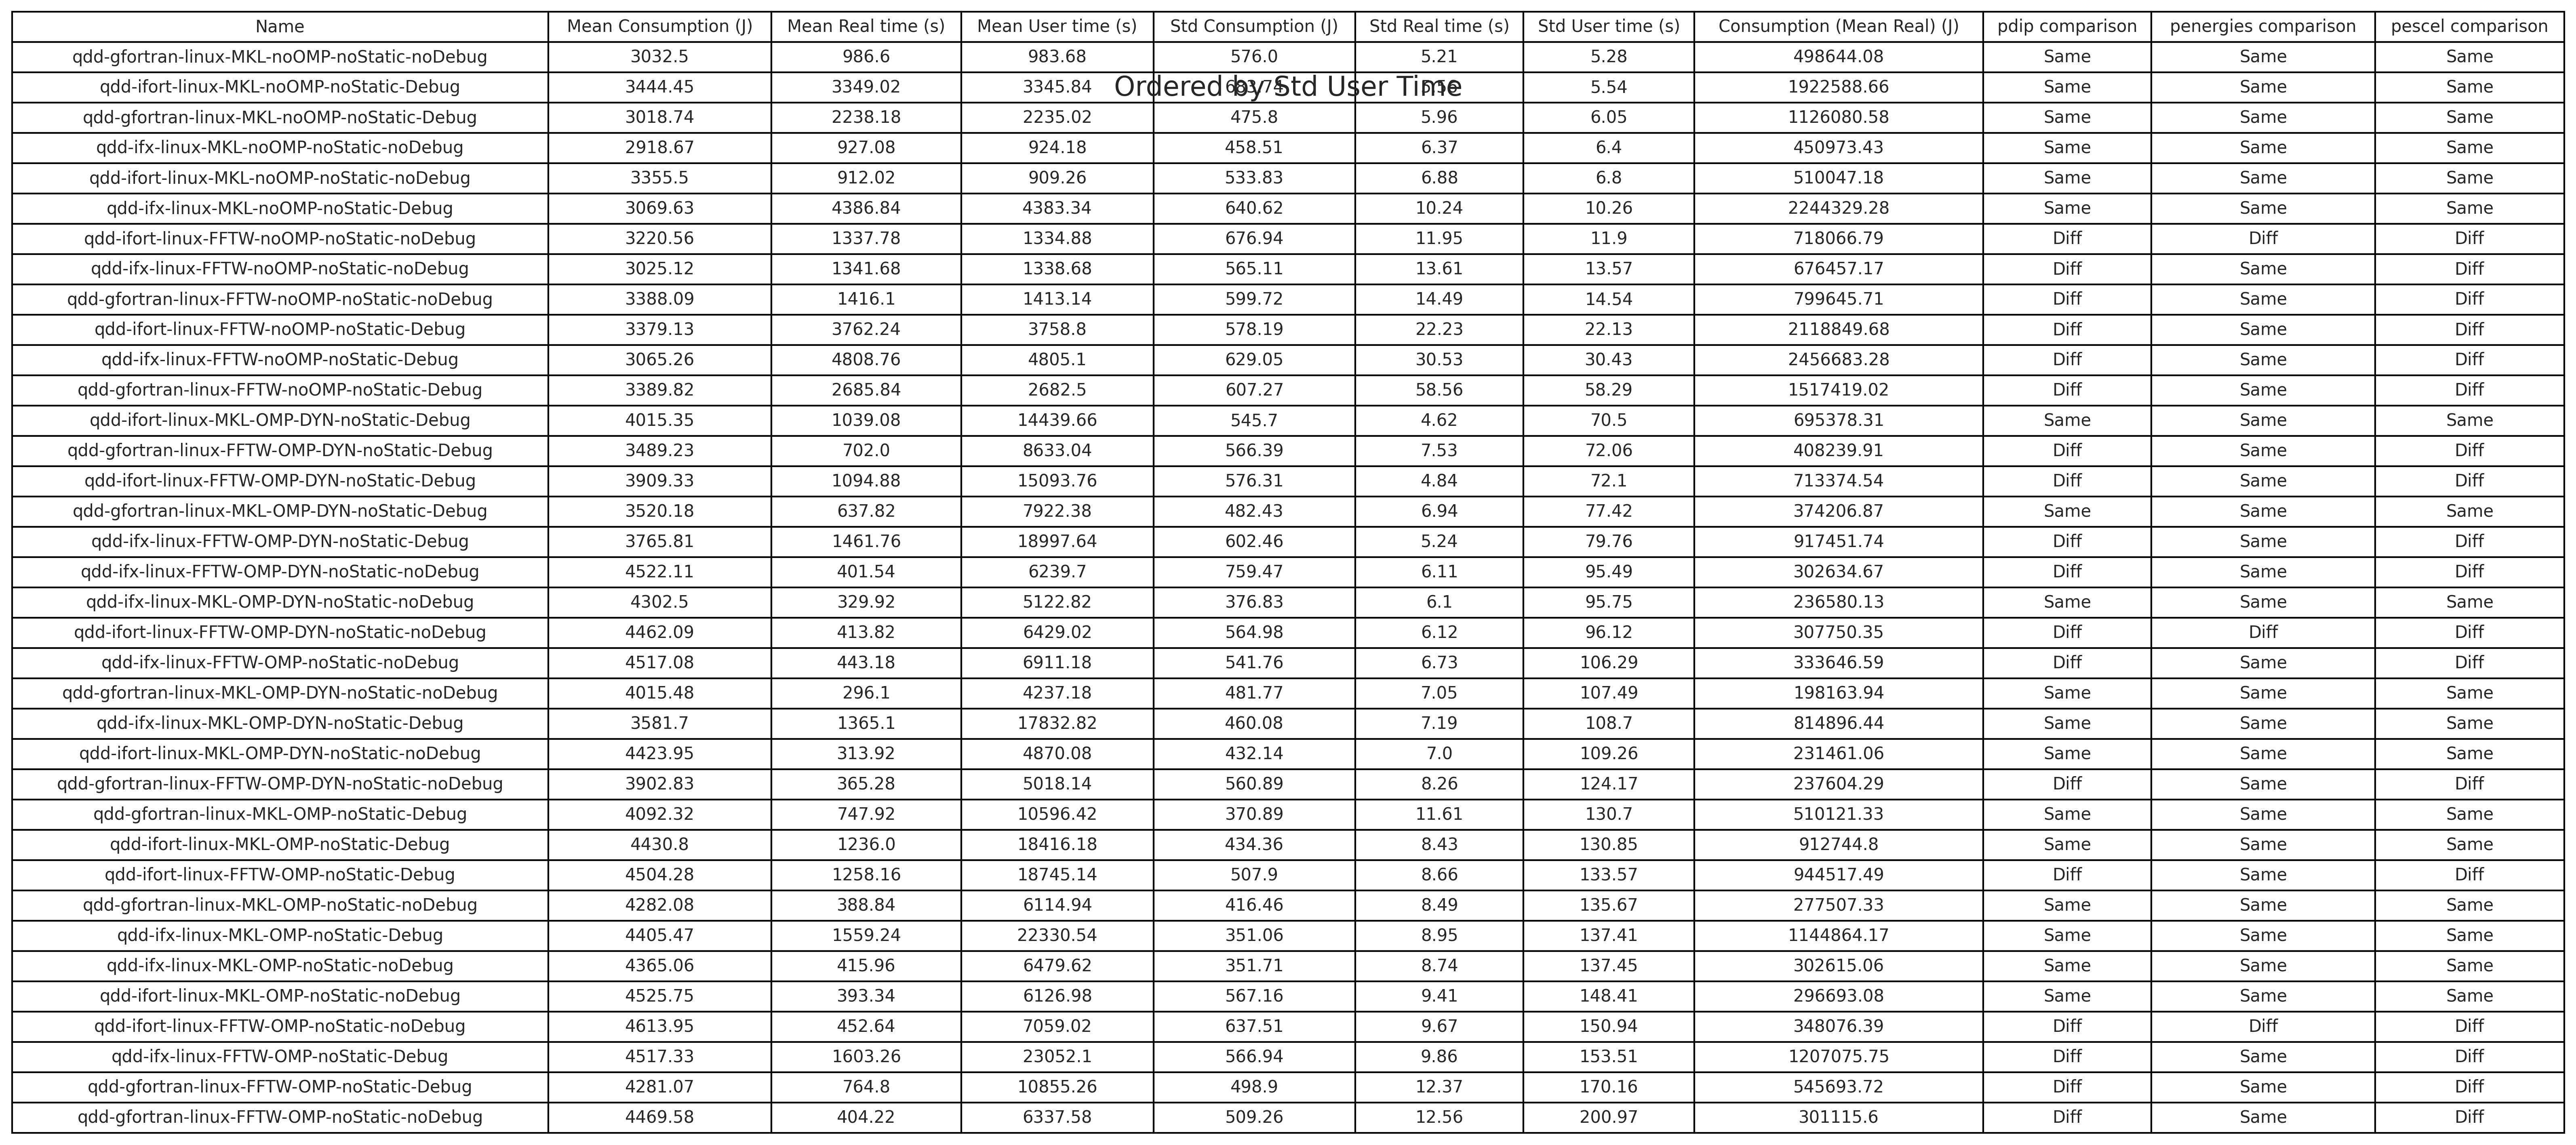 Name Mean Consumption (J) Mean Real time (s) Mean User time (s) Std Consumption (J) Std Real time (s) Std User time (s) Consumption (Mean Real) (J) pdip comparison penergies comparison pescel comparison
qdd-gfortran-linux-MKL-noOMP-noStatic-noDebug 3032.5 986.6 983.68 576.0 5.21 5.28 498644.08 Same Same Same
Ordered by Std User Time
qdd-ifort-linux-MKL-noOMP-noStatic-Debug 3444.45 3349.02 3345.84 683.74 5.54 1922588.66 Same Same Same
qdd-gfortran-linux-MKL-noOMP-noStatic-Debug 3018.74 2238.18 2235.02 475.8 5.96 6.05 1126080.58 Same Same Same
qdd-ifx-linux-MKL-noOMP-noStatic-noDebug 2918.67 927.08 924.18 458.51 6.37 6.4 450973.43 Same Same Same
qdd-ifort-linux-MKL-noOMP-noStatic-noDebug 3355.5 912.02 909.26 533.83 6.88 6.8 510047.18 Same Same Same
qdd-ifx-linux-MKL-noOMP-noStatic-Debug 3069.63 4386.84 4383.34 640.62 10.24 10.26 2244329.28 Same Same Same
qdd-ifort-linux-FFTW-noOMP-noStatic-noDebug 3220.56 1337.78 1334.88 676.94 11.95 11.9 718066.79 Diff Diff Diff
qdd-ifx-linux-FFTW-noOMP-noStatic-noDebug 3025.12 1341.68 1338.68 565.11 13.61 13.57 676457.17 Diff Same Diff
qdd-gfortran-linux-FFTW-noOMP-noStatic-noDebug 3388.09 1416.1 1413.14 599.72 14.49 14.54 799645.71 Diff Same Diff
qdd-ifort-linux-FFTW-noOMP-noStatic-Debug 3379.13 3762.24 3758.8 578.19 22.23 22.13 2118849.68 Diff Same Diff
qdd-ifx-linux-FFTW-noOMP-noStatic-Debug 3065.26 4808.76 4805.1 629.05 30.53 30.43 2456683.28 Diff Same Diff
qdd-gfortran-linux-FFTW-noOMP-noStatic-Debug 3389.82 2685.84 2682.5 607.27 58.56 58.29 1517419.02 Diff Same Diff
qdd-ifort-linux-MKL-OMP-DYN-noStatic-Debug 4015.35 1039.08 14439.66 545.7 4.62 70.5 695378.31 Same Same Same
qdd-gfortran-linux-FFTW-OMP-DYN-noStatic-Debug 3489.23 702.0 8633.04 566.39 7.53 72.06 408239.91 Diff Same Diff
qdd-ifort-linux-FFTW-OMP-DYN-noStatic-Debug 3909.33 1094.88 15093.76 576.31 4.84 72.1 713374.54 Diff Same Diff
qdd-gfortran-linux-MKL-OMP-DYN-noStatic-Debug 3520.18 637.82 7922.38 482.43 6.94 77.42 374206.87 Same Same Same
qdd-ifx-linux-FFTW-OMP-DYN-noStatic-Debug 3765.81 1461.76 18997.64 602.46 5.24 79.76 917451.74 Diff Same Diff
qdd-ifx-linux-FFTW-OMP-DYN-noStatic-noDebug 4522.11 401.54 6239.7 759.47 6.11 95.49 302634.67 Diff Same Diff
qdd-ifx-linux-MKL-OMP-DYN-noStatic-noDebug 4302.5 329.92 5122.82 376.83 6.1 95.75 236580.13 Same Same Same
qdd-ifort-linux-FFTW-OMP-DYN-noStatic-noDebug 4462.09 413.82 6429.02 564.98 6.12 96.12 307750.35 Diff Diff Diff
qdd-ifx-linux-FFTW-OMP-noStatic-noDebug 4517.08 443.18 6911.18 541.76 6.73 106.29 333646.59 Diff Same Diff
qdd-gfortran-linux-MKL-OMP-DYN-noStatic-noDebug 4015.48 296.1 4237.18 481.77 7.05 107.49 198163.94 Same Same Same
qdd-ifx-linux-MKL-OMP-DYN-noStatic-Debug 3581.7 1365.1 17832.82 460.08 7.19 108.7 814896.44 Same Same Same
qdd-ifort-linux-MKL-OMP-DYN-noStatic-noDebug 4423.95 313.92 4870.08 432.14 7.0 109.26 231461.06 Same Same Same
qdd-gfortran-linux-FFTW-OMP-DYN-noStatic-noDebug 3902.83 365.28 5018.14 560.89 8.26 124.17 237604.29 Diff Same Diff
qdd-gfortran-linux-MKL-OMP-noStatic-Debug 4092.32 747.92 10596.42 370.89 11.61 130.7 510121.33 Same Same Same
qdd-ifort-linux-MKL-OMP-noStatic-Debug 4430.8 1236.0 18416.18 434.36 8.43 130.85 912744.8 Same Same Same
qdd-ifort-linux-FFTW-OMP-noStatic-Debug 4504.28 1258.16 18745.14 507.9 8.66 133.57 944517.49 Diff Same Diff
qdd-gfortran-linux-MKL-OMP-noStatic-noDebug 4282.08 388.84 6114.94 416.46 8.49 135.67 277507.33 Same Same Same
qdd-ifx-linux-MKL-OMP-noStatic-Debug 4405.47 1559.24 22330.54 351.06 8.95 137.41 1144864.17 Same Same Same
qdd-ifx-linux-MKL-OMP-noStatic-noDebug 4365.06 415.96 6479.62 351.71 8.74 137.45 302615.06 Same Same Same
qdd-ifort-linux-MKL-OMP-noStatic-noDebug 4525.75 393.34 6126.98 567.16 9.41 148.41 296693.08 Same Same Same
qdd-ifort-linux-FFTW-OMP-noStatic-noDebug 4613.95 452.64 7059.02 637.51 9.67 150.94 348076.39 Diff Diff Diff
qdd-ifx-linux-FFTW-OMP-noStatic-Debug 4517.33 1603.26 23052.1 566.94 9.86 153.51 1207075.75 Diff Same Diff
qdd-gfortran-linux-FFTW-OMP-noStatic-Debug 4281.07 764.8 10855.26 498.9 12.37 170.16 545693.72 Diff Same Diff
qdd-gfortran-linux-FFTW-OMP-noStatic-noDebug 4469.58 404.22 6337.58 509.26 12.56 200.97 301115.6 Diff Same Diff